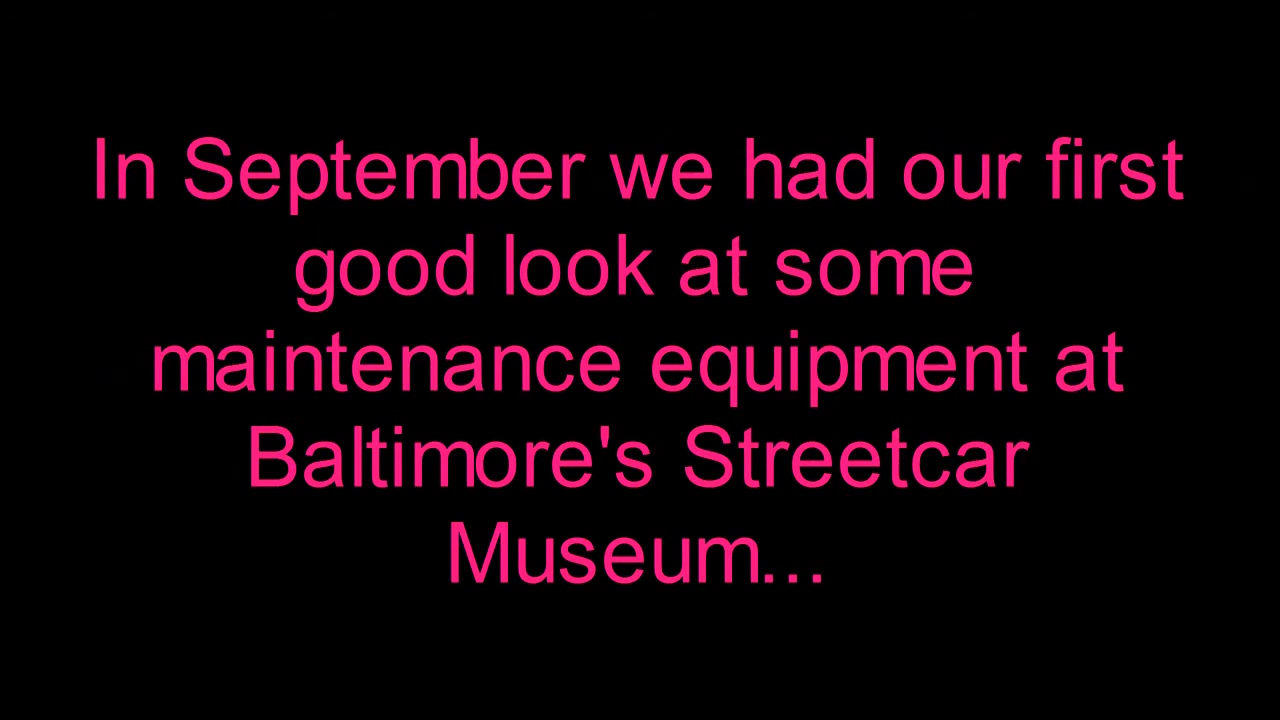 In September we had our first
good look at some
maintenance equipment at
Baltimore's Streetcar
Museum...